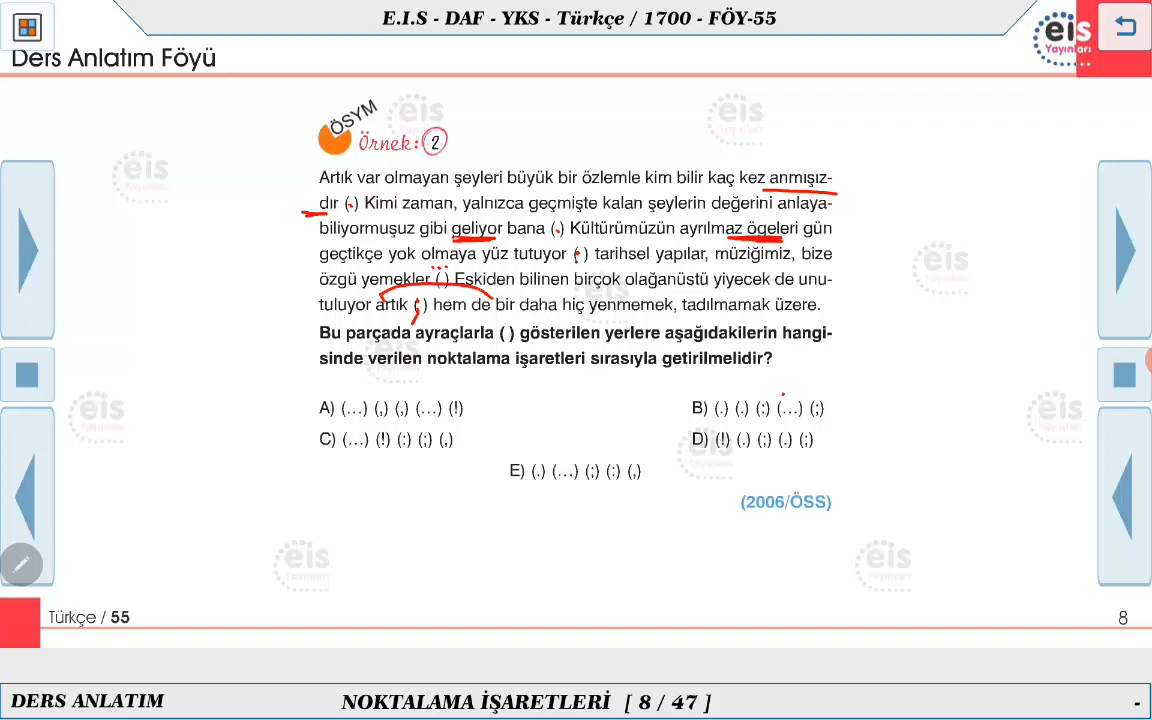 E.I.S - DAF - YKS - Türkçe / 1700 - FÖY-55
eis
Yayınları
Ders Anlatım Föyü
ÖSYM
Örnek: 2
Artık var olmayan şeyleri büyük bir özlemle kim bilir kaç kez anmışız-
dır (.) Kimi zaman, yalnızca geçmişte kalan şeylerin değerini anlaya-
biliyormuşuz gibi geliyor bana (.) Kültürümüzün ayrılmaz ögeleri gün
geçtikçe yok olmaya yüz tutuyor (:) tarihsel yapılar, müziğimiz, bize
özgü yemekler (...) Eskiden bilinen birçok olağanüstü yiyecek de unu-
tuluyor artık (;) hem de bir daha hiç yenmemek, tadılmamak üzere.
Bu parçada ayraçlarla ( ) gösterilen yerlere aşağıdakilerin hangi-
sinde verilen noktalama işaretleri sırasıyla getirilmelidir?
A) (…) (,) (,) (…) (!)
B) (.) (.) (:) (…) (;)
C) (…) (!) (:) (;) (,)
D) (!) (.) (;) (.) (;)
E) (.) (…) (;) (:) (,)
(2006/ÖSS)
Türkçe / 55
8
DERS ANLATIM
NOKTALAMA İŞARETLERİ [ 8 / 47 ]
-